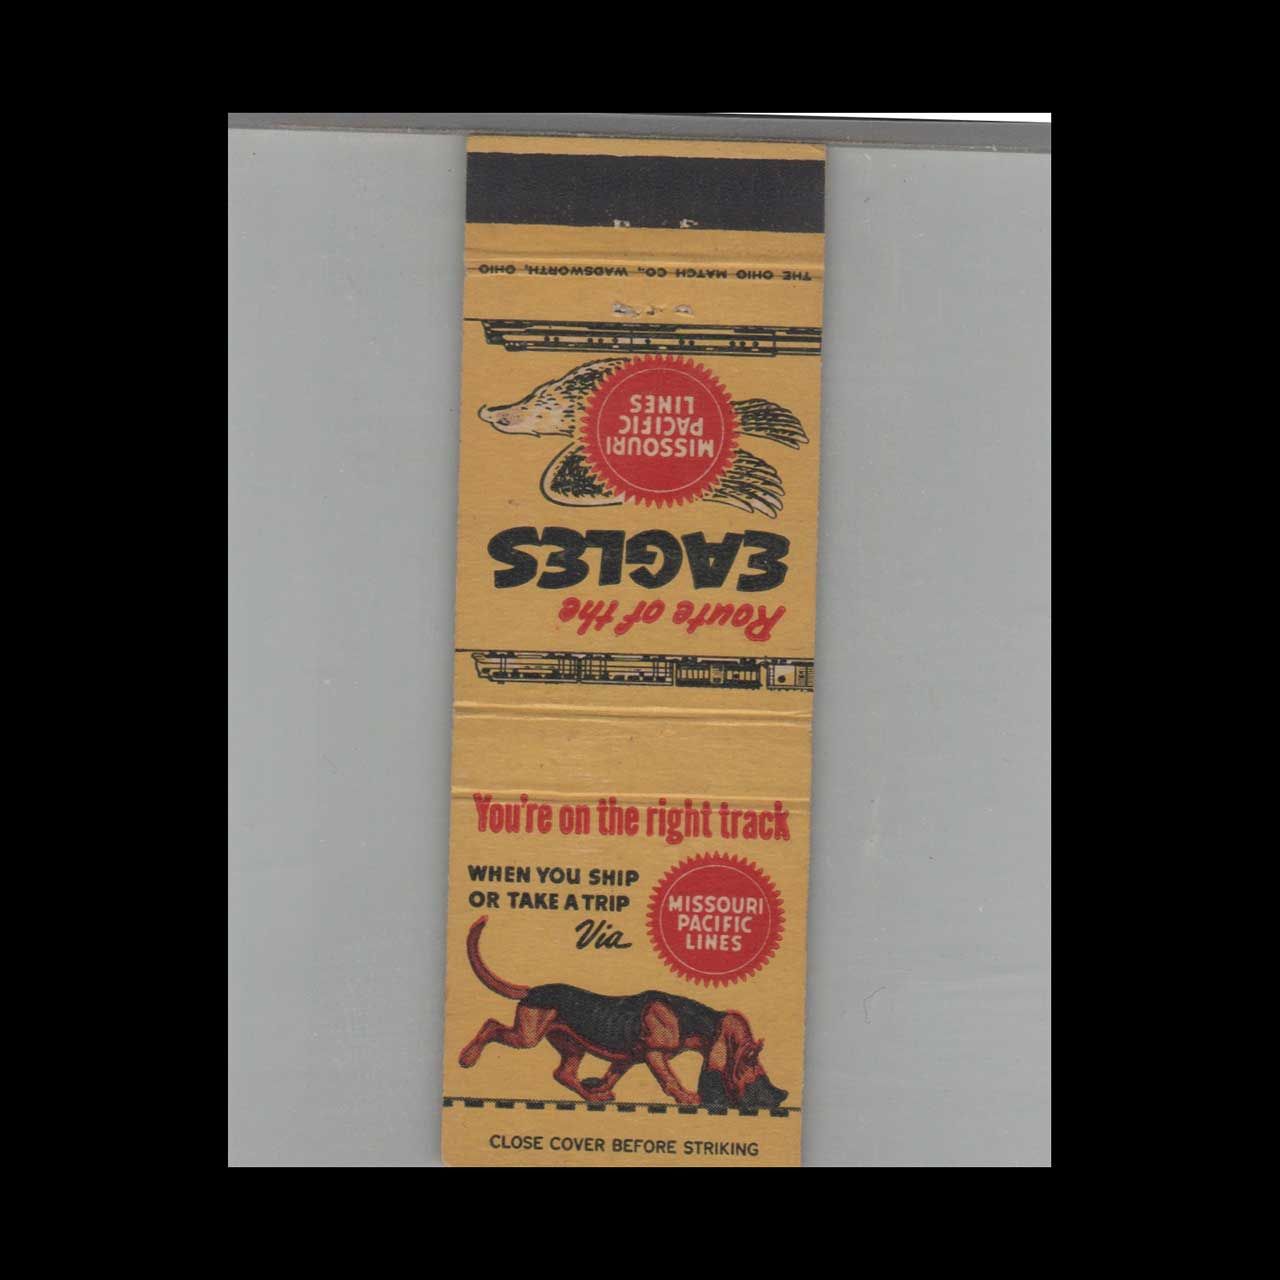 THE OHIO MATCH CO., WADSWORTH, OHIO
MISSOURI
PACIFIC
LINES
Route of the
EAGLES
You're on the right track
WHEN YOU SHIP
OR TAKE A TRIP
Via
MISSOURI
PACIFIC
LINES
CLOSE COVER BEFORE STRIKING